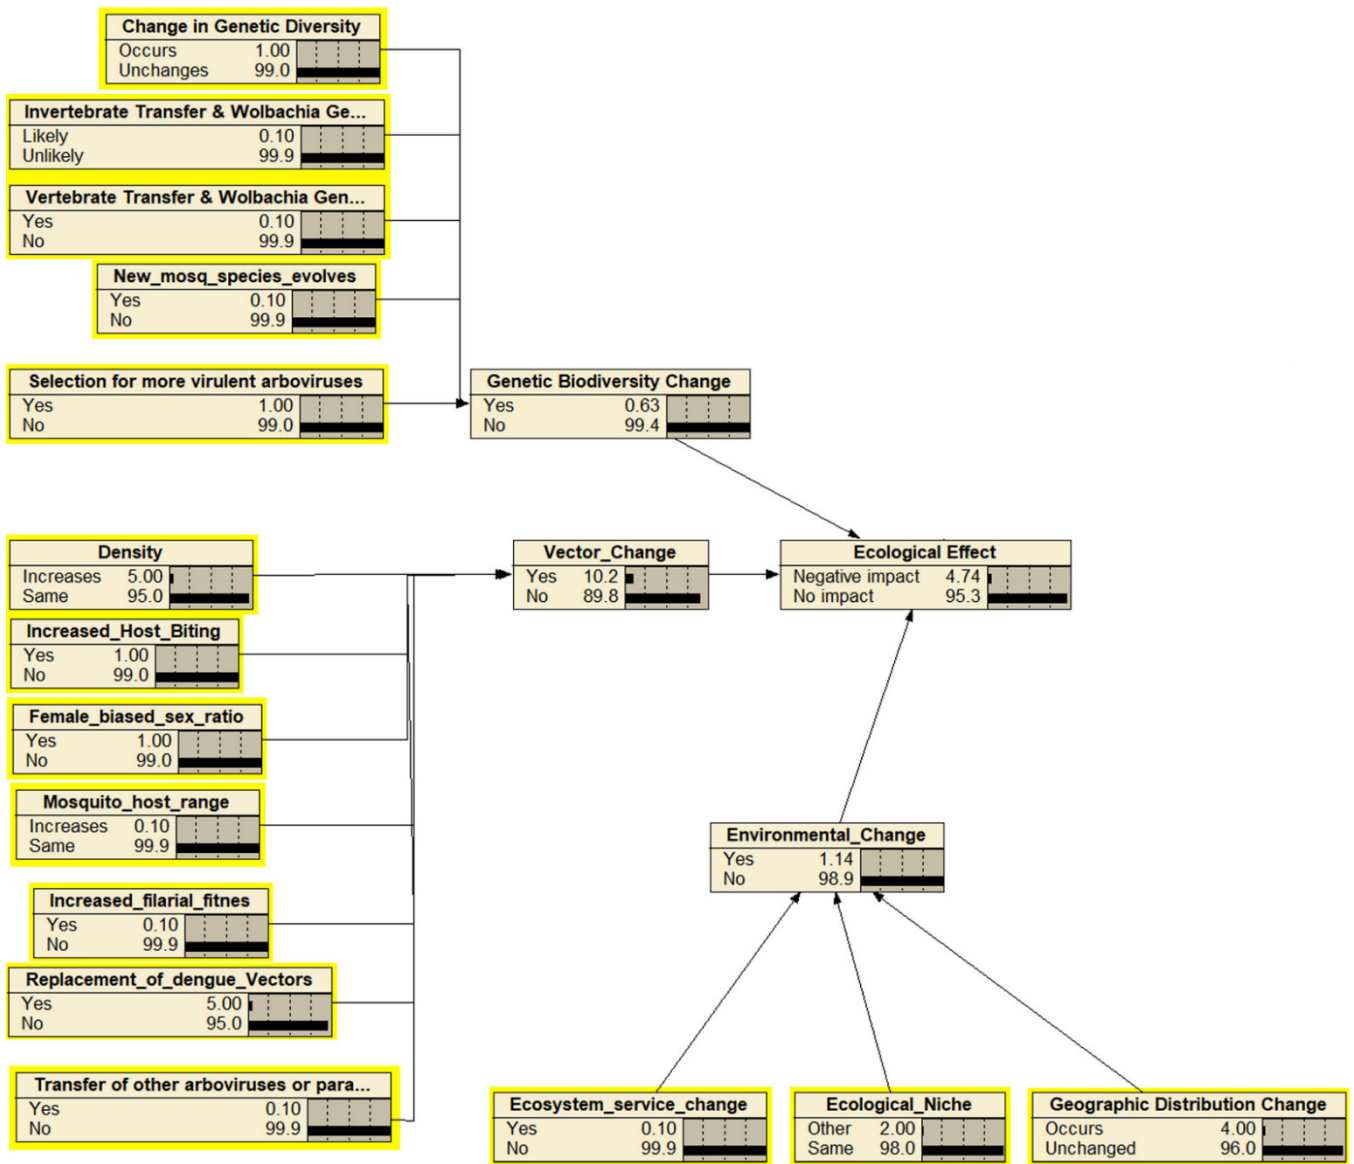 Change in Genetic Diversity
Occurs 1.00
Unchanges 99.0
Invertebrate Transfer & Wolbachia Ge...
Likely 0.10
Unlikely 99.9
Vertebrate Transfer & Wolbachia Gen...
Yes 0.10
No 99.9
New_mosq_species_evolves
Yes 0.10
No 99.9
Selection for more virulent arboviruses
Yes 1.00
No 99.0
Genetic Biodiversity Change
Yes 0.63
No 99.4
Density
Increases 5.00
Same 95.0
Vector_Change
Yes 10.2
No 89.8
Ecological Effect
Negative impact 4.74
No impact 95.3
Increased_Host_Biting
Yes 1.00
No 99.0
Female_biased_sex_ratio
Yes 1.00
No 99.0
Mosquito_host_range
Increases 0.10
Same 99.9
Environmental_Change
Yes 1.14
No 98.9
Increased_filarial_fitnes
Yes 0.10
No 99.9
Replacement_of_dengue_Vectors
Yes 5.00
No 95.0
Transfer of other arboviruses or para...
Yes 0.10
No 99.9
Ecosystem_service_change
Yes 0.10
No 99.9
Ecological_Niche
Other 2.00
Same 98.0
Geographic Distribution Change
Occurs 4.00
Unchanged 96.0